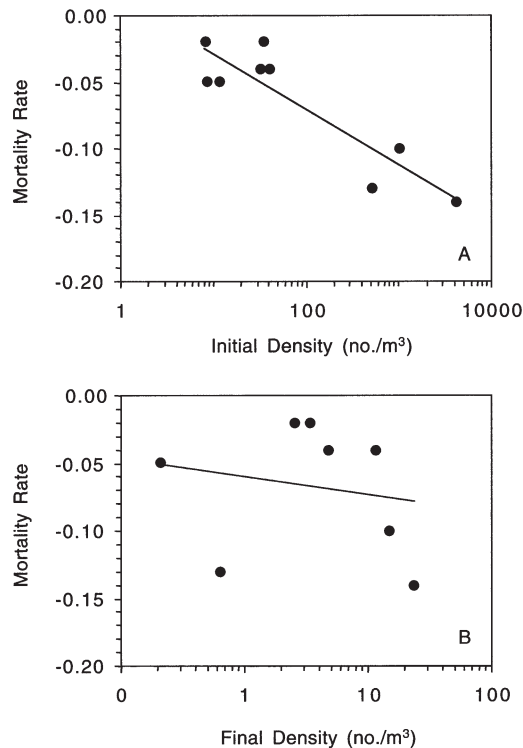 0.00
-0.05
-0.10
-0.15
-0.20
Mortality Rate
A
1 100 10000
Initial Density (no./m³)
0.00
-0.05
-0.10
-0.15
-0.20
Mortality Rate
B
0 1 10 100
Final Density (no./m³)